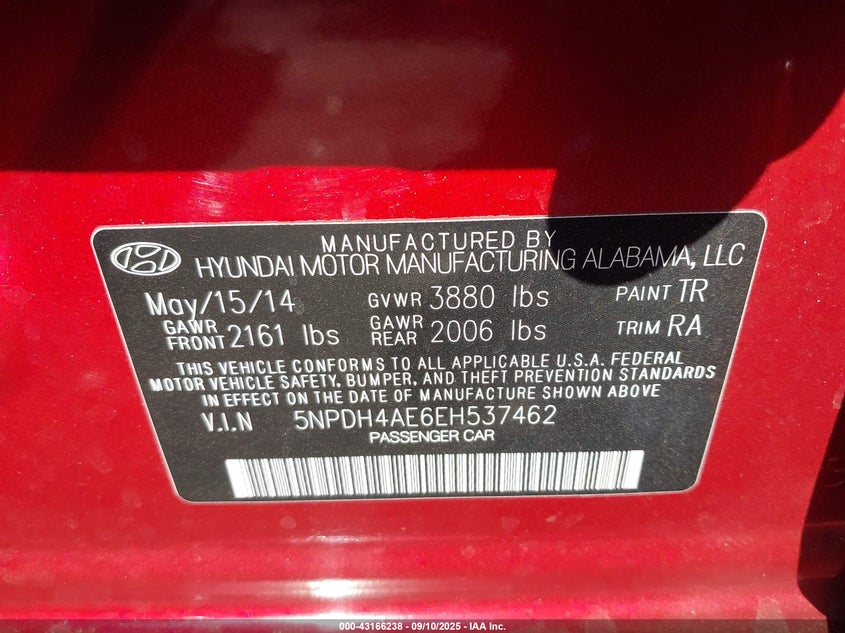 MANUFACTURED BY
HYUNDAI MOTOR MANUFACTURING ALABAMA, LLC
May/15/14 GVWR 3880 lbs PAINT TR
GAWR FRONT 2161 lbs GAWR REAR 2006 lbs TRIM RA
THIS VEHICLE CONFORMS TO ALL APPLICABLE U.S.A. FEDERAL
MOTOR VEHICLE SAFETY, BUMPER, AND THEFT PREVENTION STANDARDS
IN EFFECT ON THE DATE OF MANUFACTURE SHOWN ABOVE
V.I.N 5NPDH4AE6EH537462
PASSENGER CAR
000-43166238 - 09/10/2025 - IAA Inc.